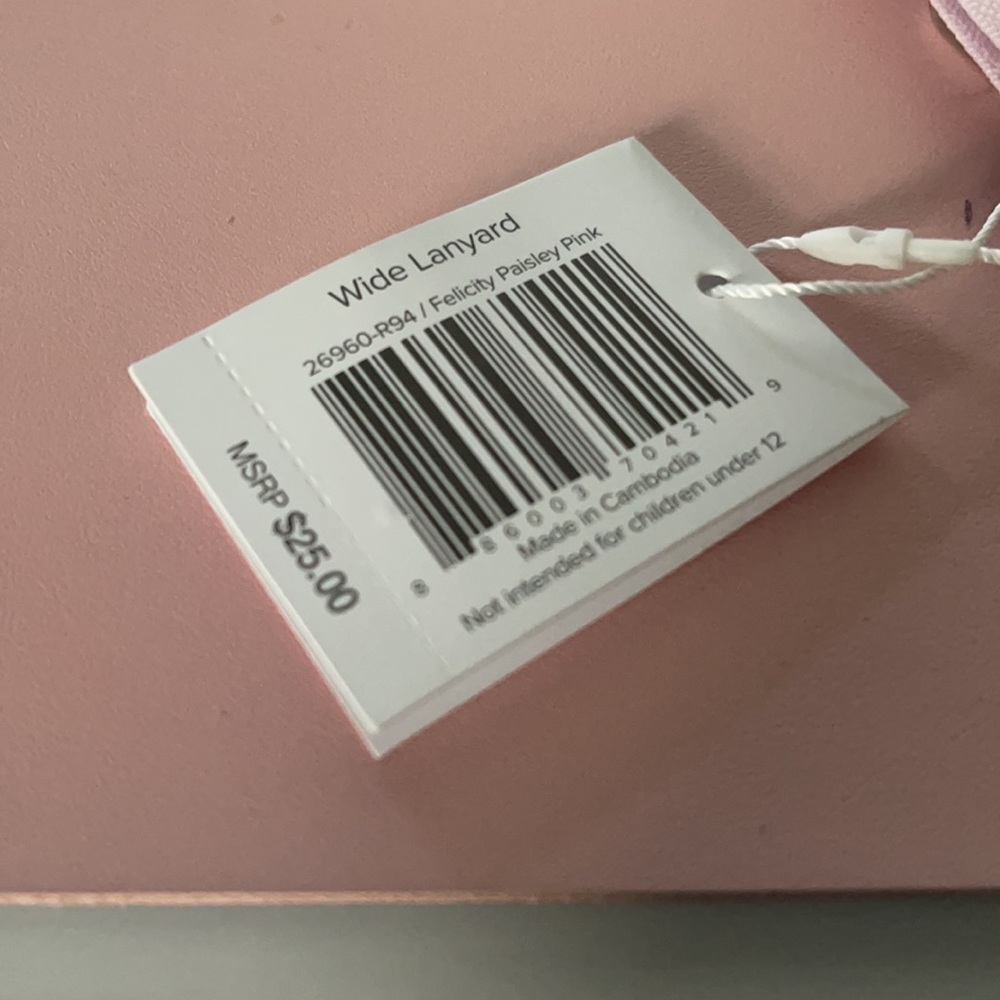 Wide Lanyard
26960-R94 / Felicity Paisley Pink
8 86003 70421 9
Made in Cambodia
Not intended for children under 12
MSRP $25.00